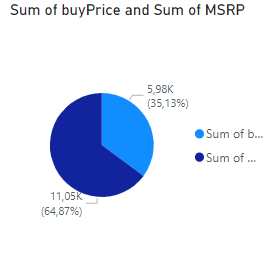 Sum of buyPrice and Sum of MSRP
5,98K
(35,13%)
Sum of b...
Sum of ...
11,05K
(64,87%)